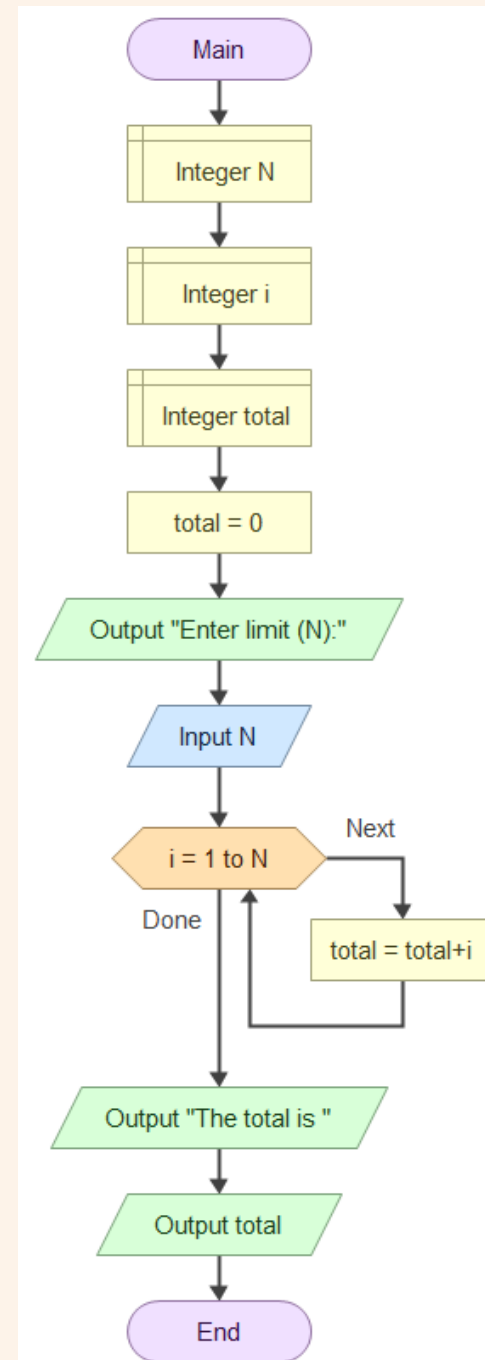 Main
Integer N
Integer i
Integer total
total = 0
Output "Enter limit (N):"
Input N
i = 1 to N
Next
Done
total = total+i
Output "The total is "
Output total
End